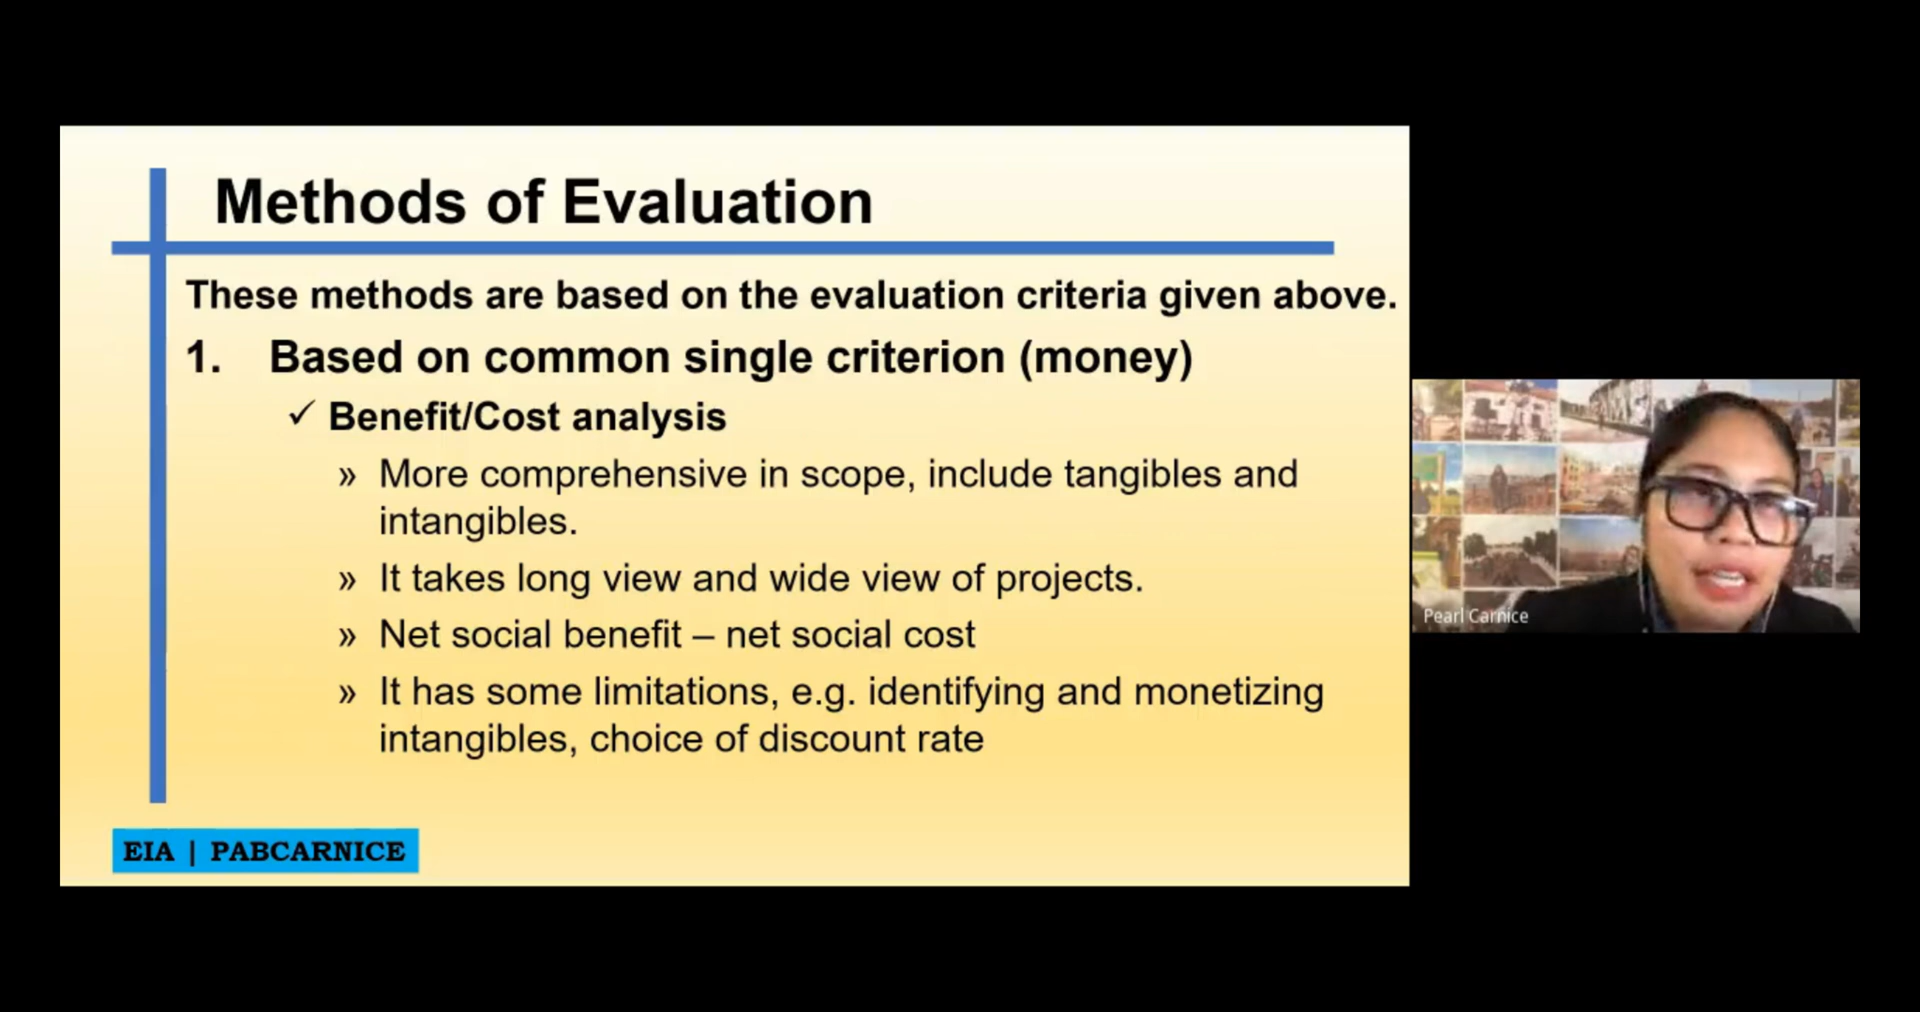 Methods of Evaluation
These methods are based on the evaluation criteria given above.
1. Based on common single criterion (money)
✓ Benefit/Cost analysis
» More comprehensive in scope, include tangibles and
intangibles.
» It takes long view and wide view of projects.
» Net social benefit – net social cost
» It has some limitations, e.g. identifying and monetizing
intangibles, choice of discount rate
EIA | PABCARNICE
Pearl Carnice